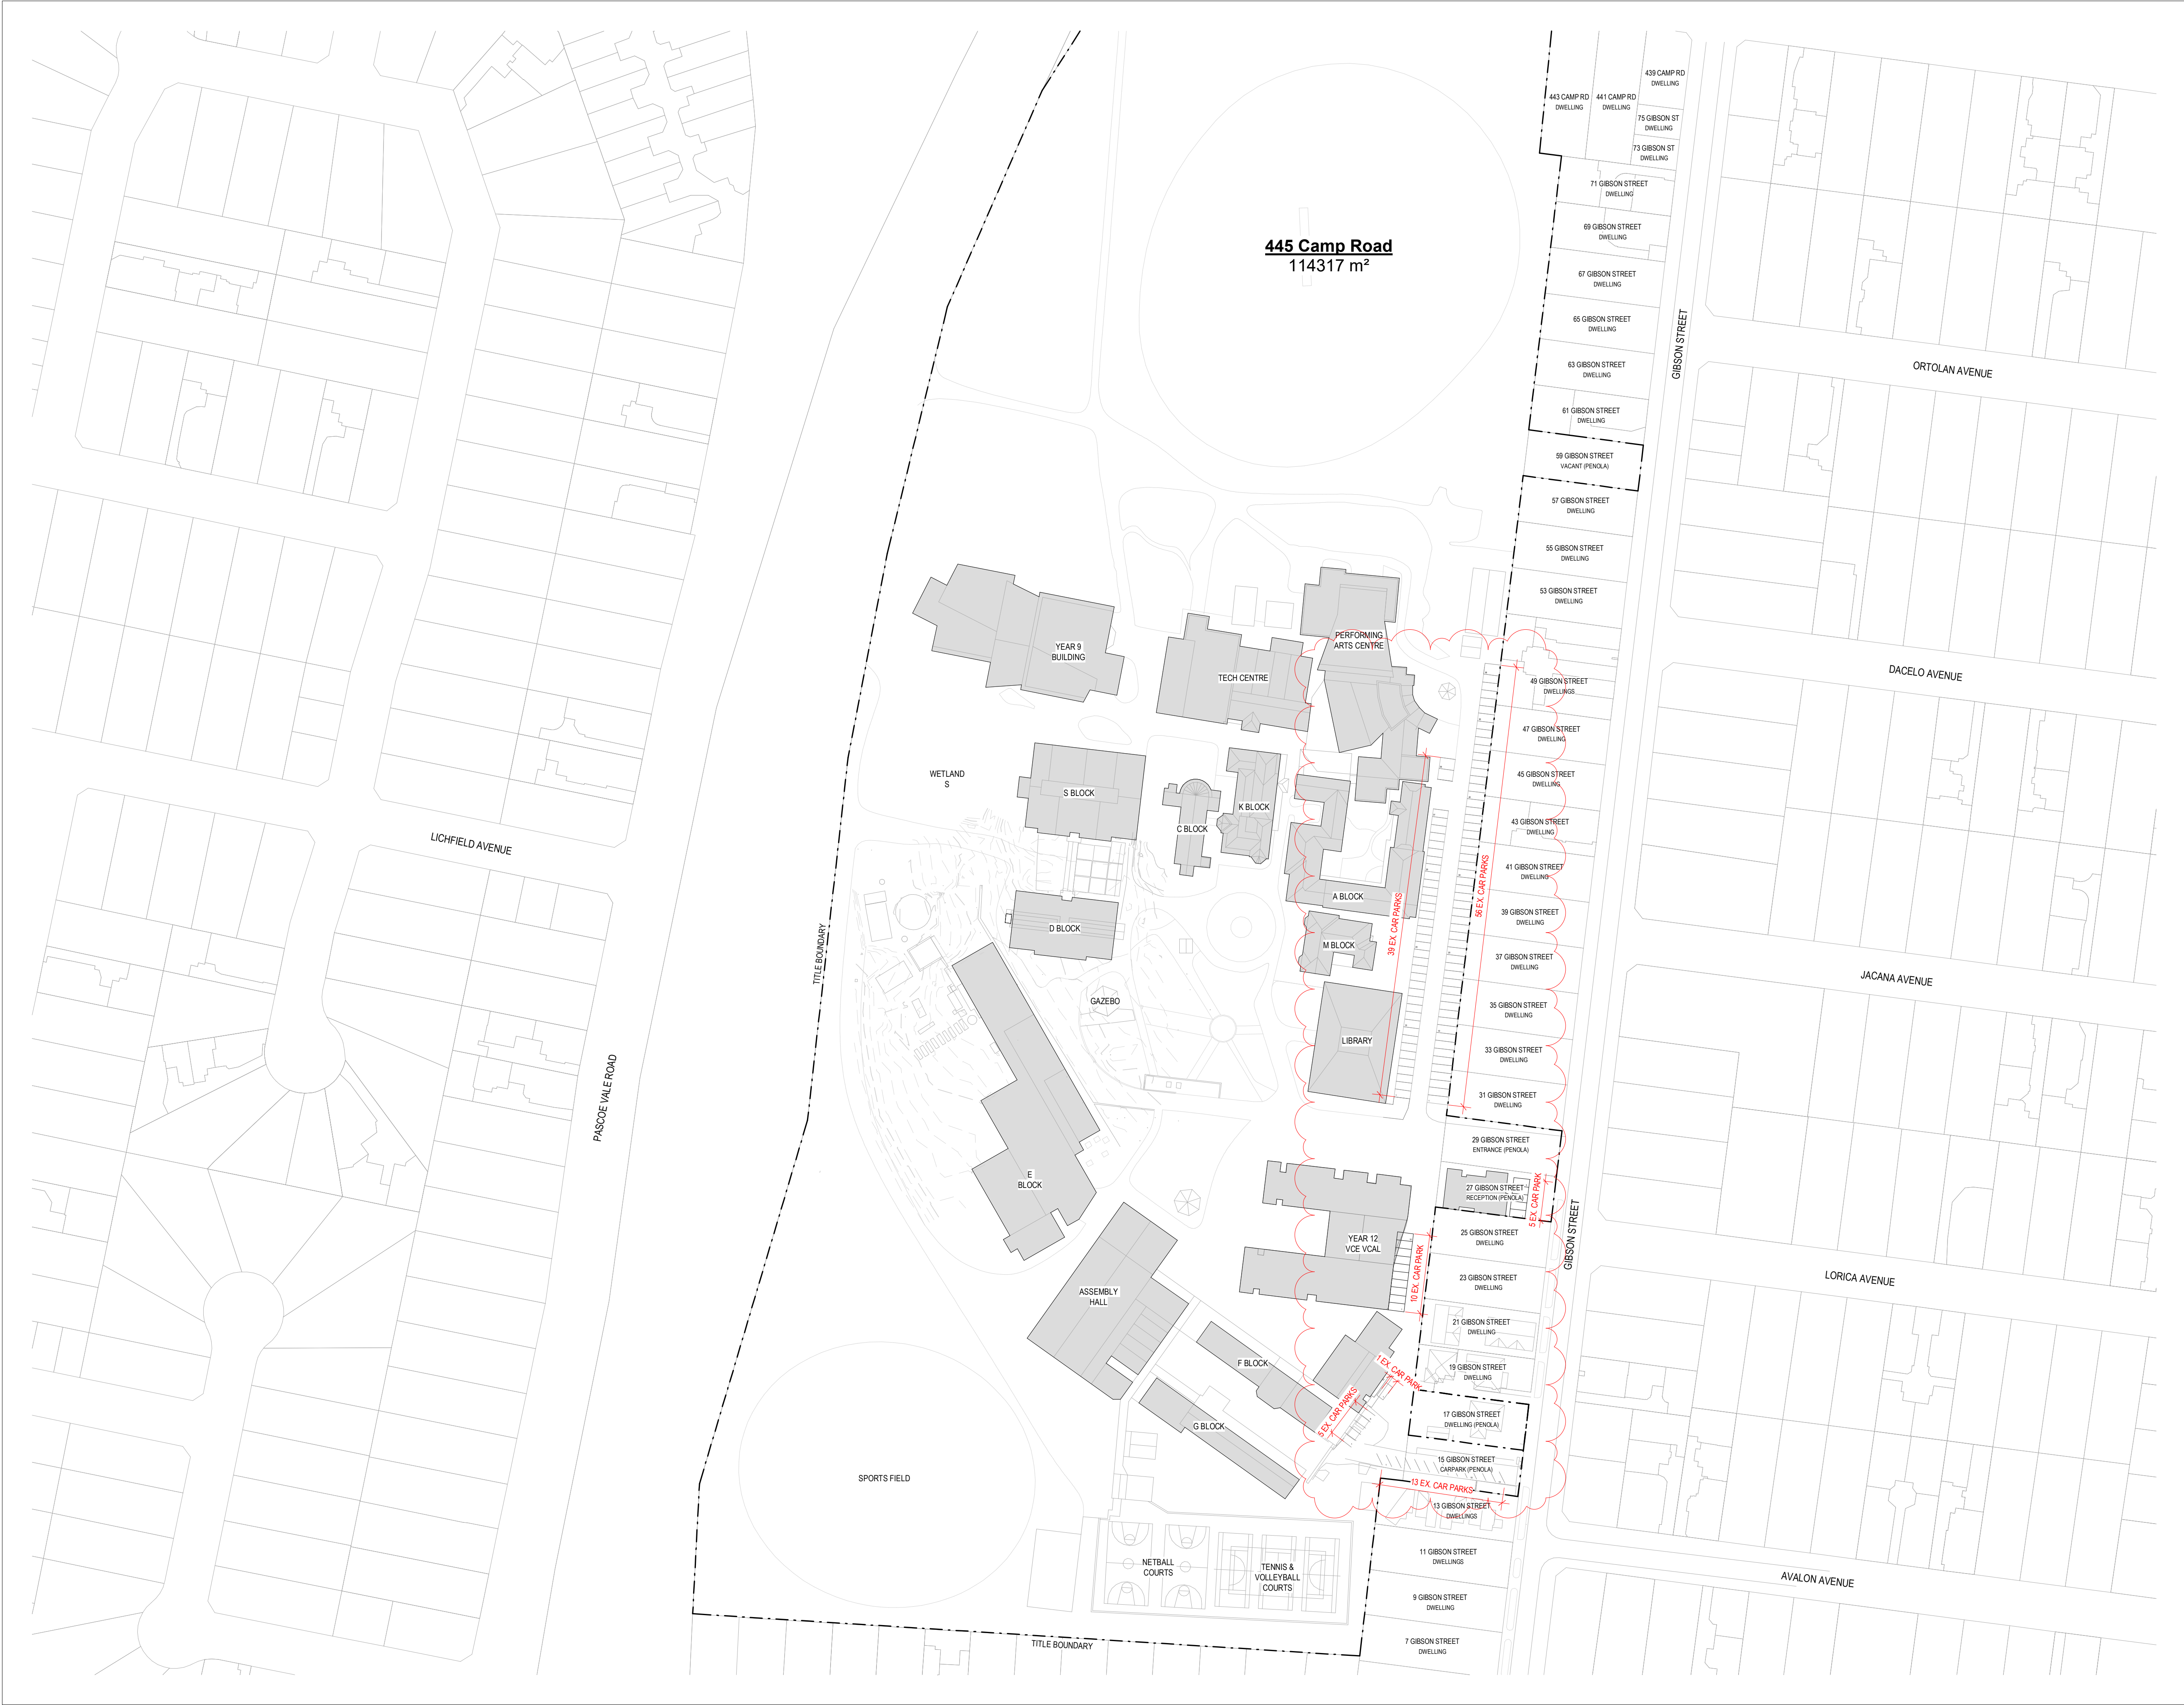 439 CAMP RD
DWELLING
443 CAMP RD
DWELLING
441 CAMP RD
DWELLING
75 GIBSON ST
DWELLING
73 GIBSON ST
DWELLING
71 GIBSON STREET
DWELLING
69 GIBSON STREET
DWELLING
445 Camp Road
114317 m²
67 GIBSON STREET
DWELLING
65 GIBSON STREET
DWELLING
GIBSON STREET
63 GIBSON STREET
DWELLING
ORTOLAN AVENUE
61 GIBSON STREET
DWELLING
59 GIBSON STREET
VACANT (PENOLA)
57 GIBSON STREET
DWELLING
55 GIBSON STREET
DWELLING
53 GIBSON STREET
DWELLING
PERFORMING
ARTS CENTRE
YEAR 9
BUILDING
TECH CENTRE
49 GIBSON STREET
DWELLINGS
DACELO AVENUE
47 GIBSON STREET
DWELLING
WETLAND
S
45 GIBSON STREET
DWELLING
S BLOCK
K BLOCK
C BLOCK
43 GIBSON STREET
DWELLING
LICHFIELD AVENUE
41 GIBSON STREET
DWELLING
56 EX. CAR PARKS
A BLOCK
39 EX. CAR PARKS
39 GIBSON STREET
DWELLING
D BLOCK
M BLOCK
TITLE BOUNDARY
37 GIBSON STREET
DWELLING
JACANA AVENUE
GAZEBO
35 GIBSON STREET
DWELLING
LIBRARY
33 GIBSON STREET
DWELLING
PASCOE VALE ROAD
31 GIBSON STREET
DWELLING
29 GIBSON STREET
ENTRANCE (PENOLA)
E
BLOCK
27 GIBSON STREET
RECEPTION (PENOLA)
5 EX. CAR PARK
GIBSON STREET
25 GIBSON STREET
DWELLING
YEAR 12
VCE VCAL
10 EX. CAR PARK
23 GIBSON STREET
DWELLING
LORICA AVENUE
ASSEMBLY
HALL
21 GIBSON STREET
DWELLING
F BLOCK
1 EX. CAR PARK
19 GIBSON STREET
DWELLING
5 EX. CAR PARKS
17 GIBSON STREET
DWELLING (PENOLA)
G BLOCK
15 GIBSON STREET
CARPARK (PENOLA)
SPORTS FIELD
13 EX. CAR PARKS
13 GIBSON STREET
DWELLINGS
11 GIBSON STREET
DWELLINGS
NETBALL
COURTS
TENNIS &
VOLLEYBALL
COURTS
AVALON AVENUE
9 GIBSON STREET
DWELLING
TITLE BOUNDARY
7 GIBSON STREET
DWELLING